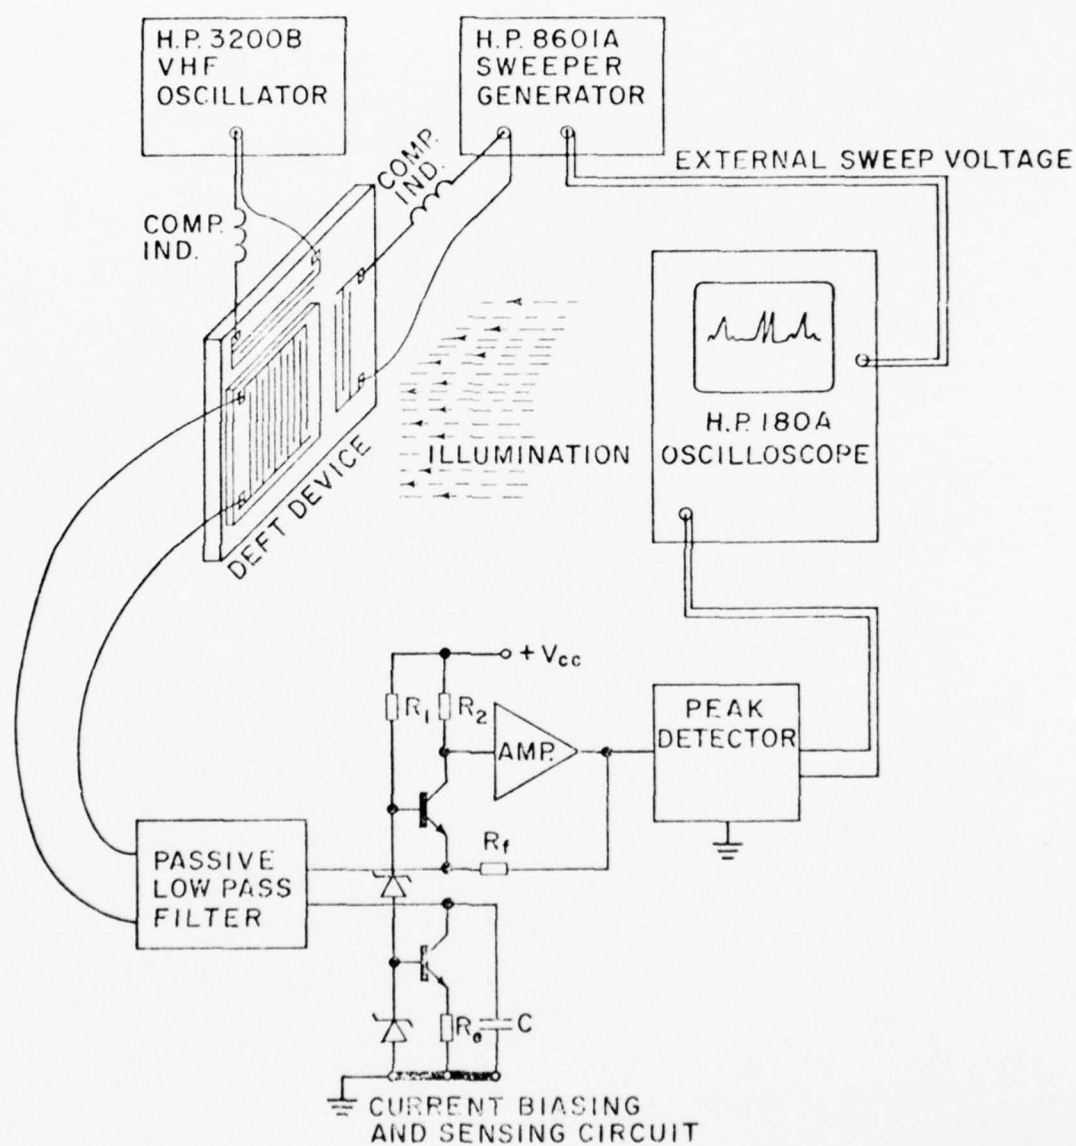 H.P. 3200B
VHF
OSCILLATOR
H.P. 8601A
SWEEPER
GENERATOR
EXTERNAL SWEEP VOLTAGE
COMP.
IND.
COMP.
IND.
DEFT DEVICE
ILLUMINATION
H.P. 180A
OSCILLOSCOPE
+ Vcc
R1
R2
AMP.
PEAK
DETECTOR
Rf
PASSIVE
LOW PASS
FILTER
Re
C
CURRENT BIASING
AND SENSING CIRCUIT